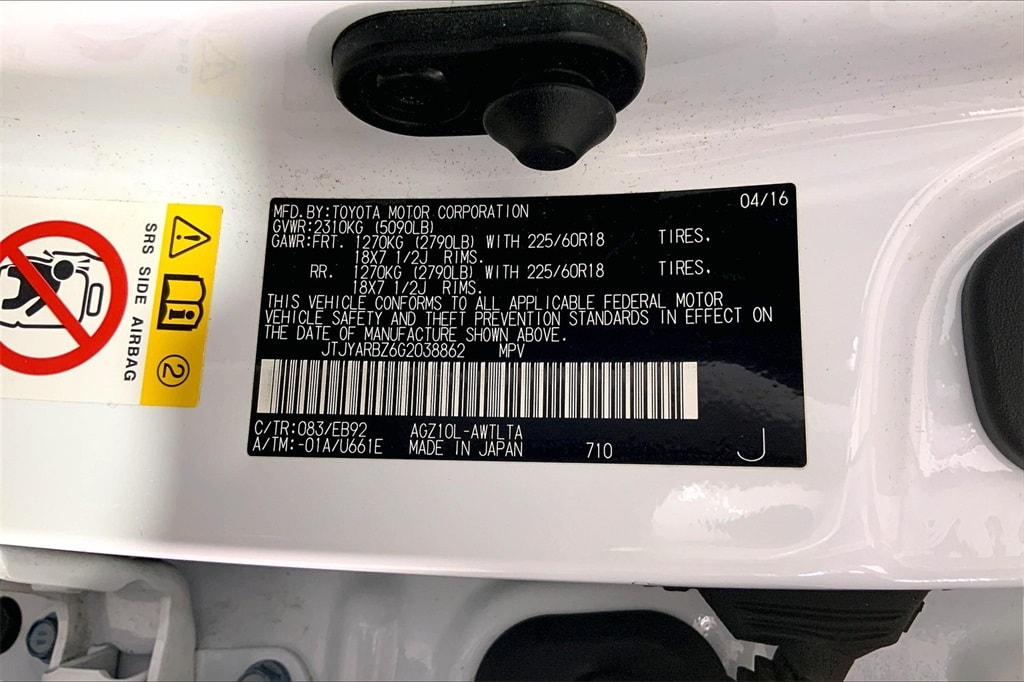 MFD.BY:TOYOTA MOTOR CORPORATION 04/16
GVWR:2310KG (5090LB)
GAWR:FRT. 1270KG (2790LB) WITH 225/60R18 TIRES,
18X7 1/2J RIMS.
RR. 1270KG (2790LB) WITH 225/60R18 TIRES,
18X7 1/2J RIMS.
THIS VEHICLE CONFORMS TO ALL APPLICABLE FEDERAL MOTOR
VEHICLE SAFETY AND THEFT PREVENTION STANDARDS IN EFFECT ON
THE DATE OF MANUFACTURE SHOWN ABOVE.
JTJYARBZ6G2038862 MPV
C/TR:083/EB92 AGZ10L-AWTLTA
A/TM:-01A/U661E MADE IN JAPAN 710 J
SRS SIDE AIRBAG
②